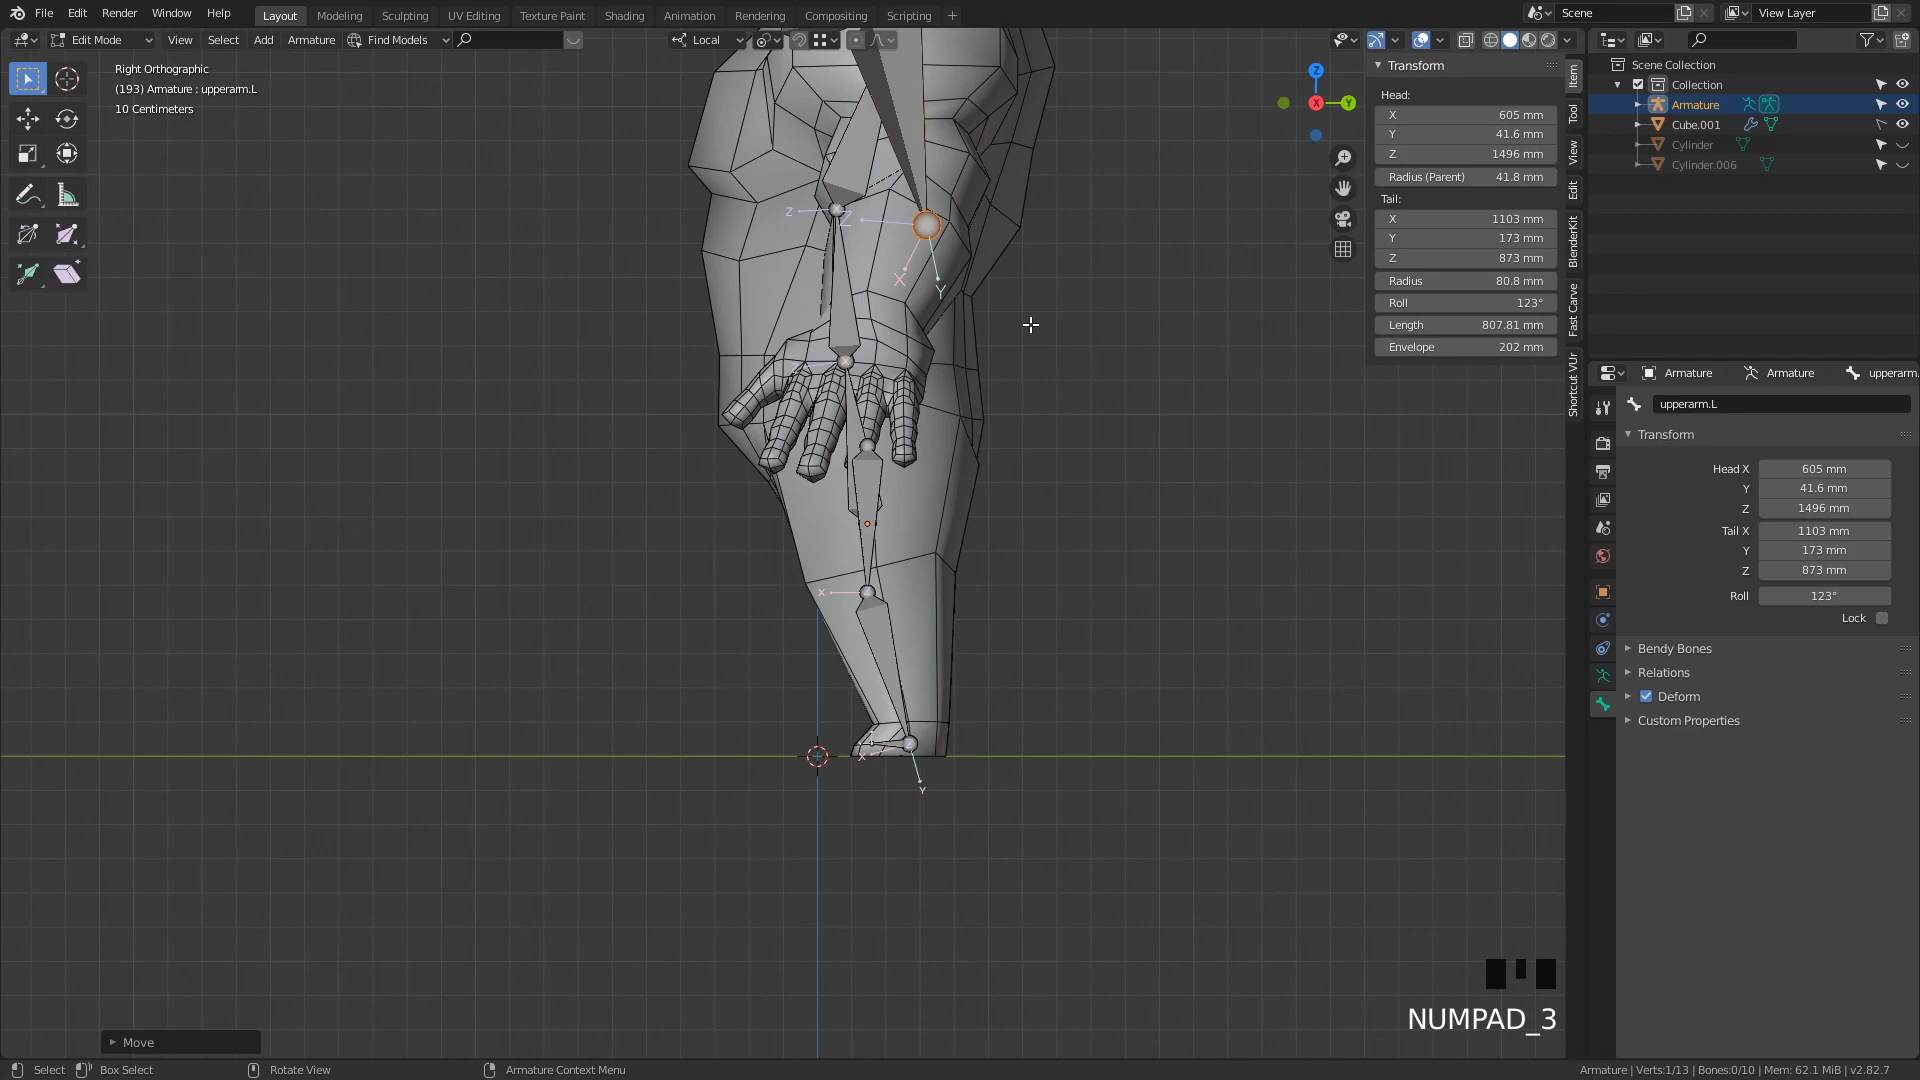 File Edit Render Window Help
Layout Modeling Sculpting UV Editing Texture Paint Shading Animation Rendering Compositing Scripting +
Scene
View Layer
Edit Mode View Select Add Armature Find Models
Local
Right Orthographic
(193) Armature : upperarm.L
10 Centimeters
Z
Y
X
Transform
Head:
X 605 mm
Y 41.6 mm
Z 1496 mm
Radius (Parent) 41.8 mm
Tail:
X 1103 mm
Y 173 mm
Z 873 mm
Radius 80.8 mm
Roll 123°
Length 807.81 mm
Envelope 202 mm
Item
Tool
View
Edit
BlenderKit
Fast Carve
Shortcut VUr
Scene Collection
Collection
Armature
Cube.001
Cylinder
Cylinder.006
Armature Armature upperarm.
upperarm.L
Transform
Head X 605 mm
Y 41.6 mm
Z 1496 mm
Tail X 1103 mm
Y 173 mm
Z 873 mm
Roll 123°
Lock
Bendy Bones
Relations
Deform
Custom Properties
Z
X
Z
X
Y
X
X
Y
NUMPAD_3
Move
Select Box Select Rotate View Armature Context Menu
Armature | Verts:1/13 | Bones:0/10 | Mem: 62.1 MiB | v2.82.7